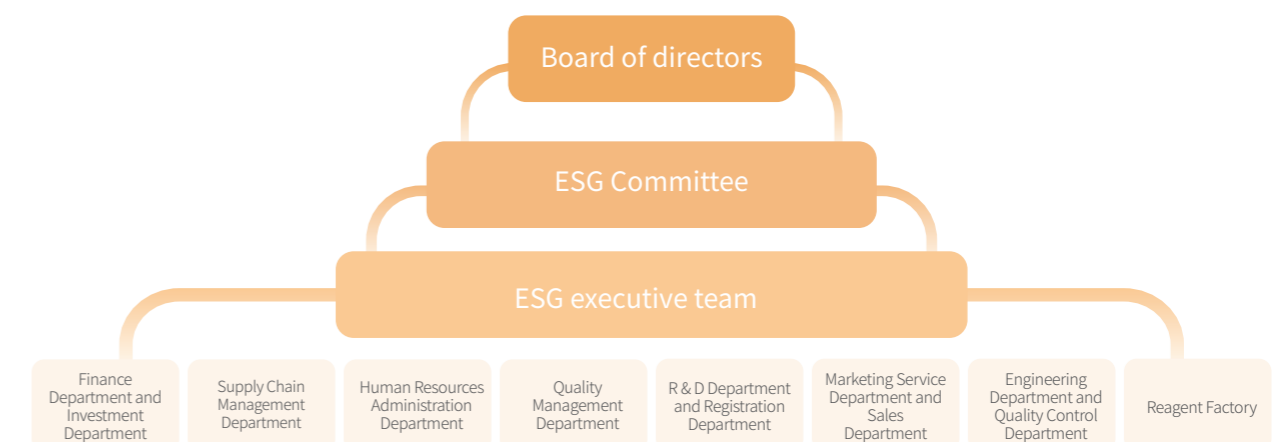 Board of directors
ESG Committee
ESG executive team
Finance
Department and
Investment
Department
Supply Chain
Management
Department
Human Resources
Administration
Department
Quality
Management
Department
R & D Department
and Registration
Department
Marketing Service
Department and
Sales
Department
Engineering
Department and
Quality Control
Department
Reagent Factory